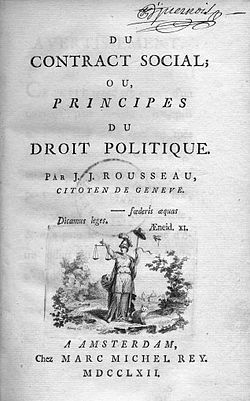 DU
CONTRACT SOCIAL;
OU,
PRINCIPES
DU
DROIT POLITIQUE.
PAR J. J. ROUSSEAU,
CITOYEN DE GENEVE.
— fœderis æquas
Dicamus leges.
Æneid. XI.
A AMSTERDAM,
Chez MARC MICHEL REY.
MDCCLXII.